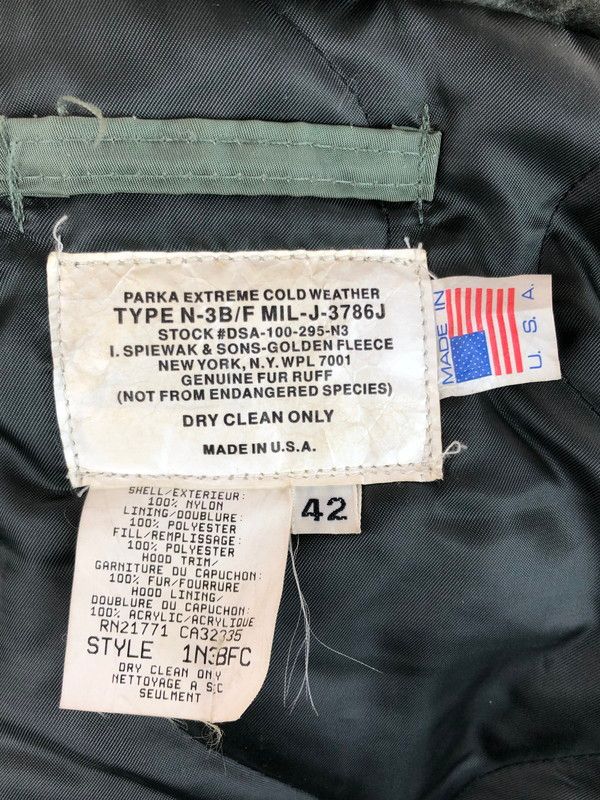 PARKA EXTREME COLD WEATHER
TYPE N-3B/F MIL-J-3786J
STOCK #DSA-100-295-N3
I. SPIEWAK & SONS-GOLDEN FLEECE
NEW YORK, N.Y. WPL 7001
GENUINE FUR RUFF
(NOT FROM ENDANGERED SPECIES)
DRY CLEAN ONLY
MADE IN U.S.A.
MADE IN
U. S. A.
42
SHELL/EXTERIEUR:
100% NYLON
LINING/DOUBLURE:
100% POLYESTER
FILL/REMPLISSAGE:
100% POLYESTER
HOOD TRIM/
GARNITURE DU CAPUCHON:
100% FUR/FOURRURE
HOOD LINING/
DOUBLURE DU CAPUCHON:
100% ACRYLIC/ACRYLIQUE
RN21771 CA32335
STYLE 1N3BFC
DRY CLEAN ONLY
NETTOYAGE A SEC
SEULMENT